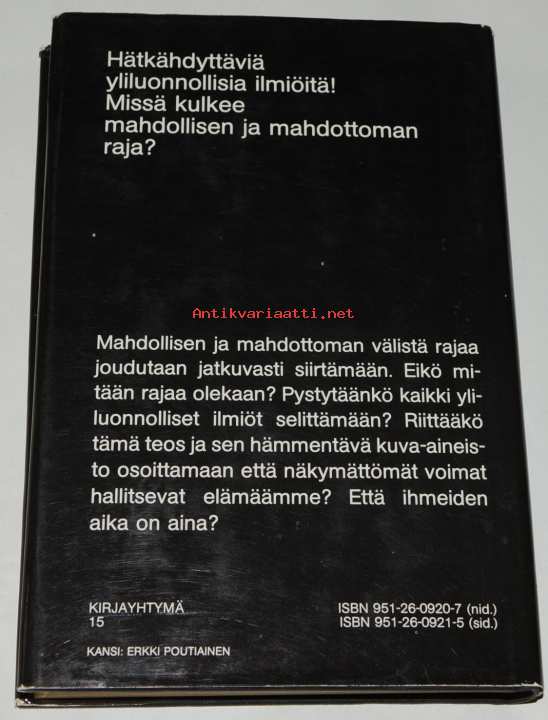 Hätkähdyttäviä
yliluonnollisia ilmiöitä!
Missä kulkee
mahdollisen ja mahdottoman
raja?
Antikvariaatti.net
Mahdollisen ja mahdottoman välistä rajaa
joudutaan jatkuvasti siirtämään. Eikö mi-
tään rajaa olekaan? Pystytäänkö kaikki yli-
luonnolliset ilmiöt selittämään? Riittääkö
tämä teos ja sen hämmentävä kuva-aineis-
to osoittamaan että näkymättömät voimat
hallitsevat elämäämme? Että ihmeiden
aika on aina?
KIRJAYHTYMÄ
15
ISBN 951-26-0920-7 (nid.)
ISBN 951-26-0921-5 (sid.)
KANSI: ERKKI POUTIAINEN